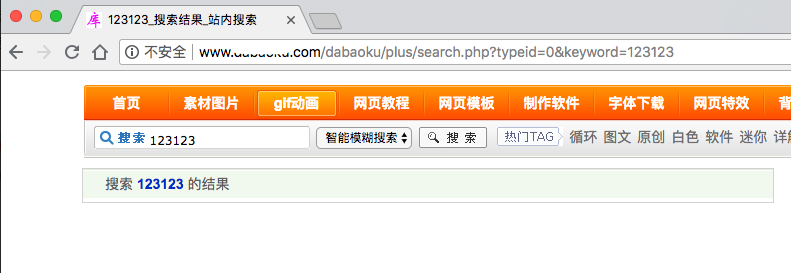 库 123123_搜索结果_站内搜索
不安全 www.dabaoku.com/dabaoku/plus/search.php?typeid=0&keyword=123123
首页 素材图片 gif动画 网页教程 网页模板 制作软件 字体下载 网页特效 背
搜索 123123 智能模糊搜索 搜 索 热门TAG 循环 图文 原创 白色 软件 迷你 详解
搜索 123123 的结果